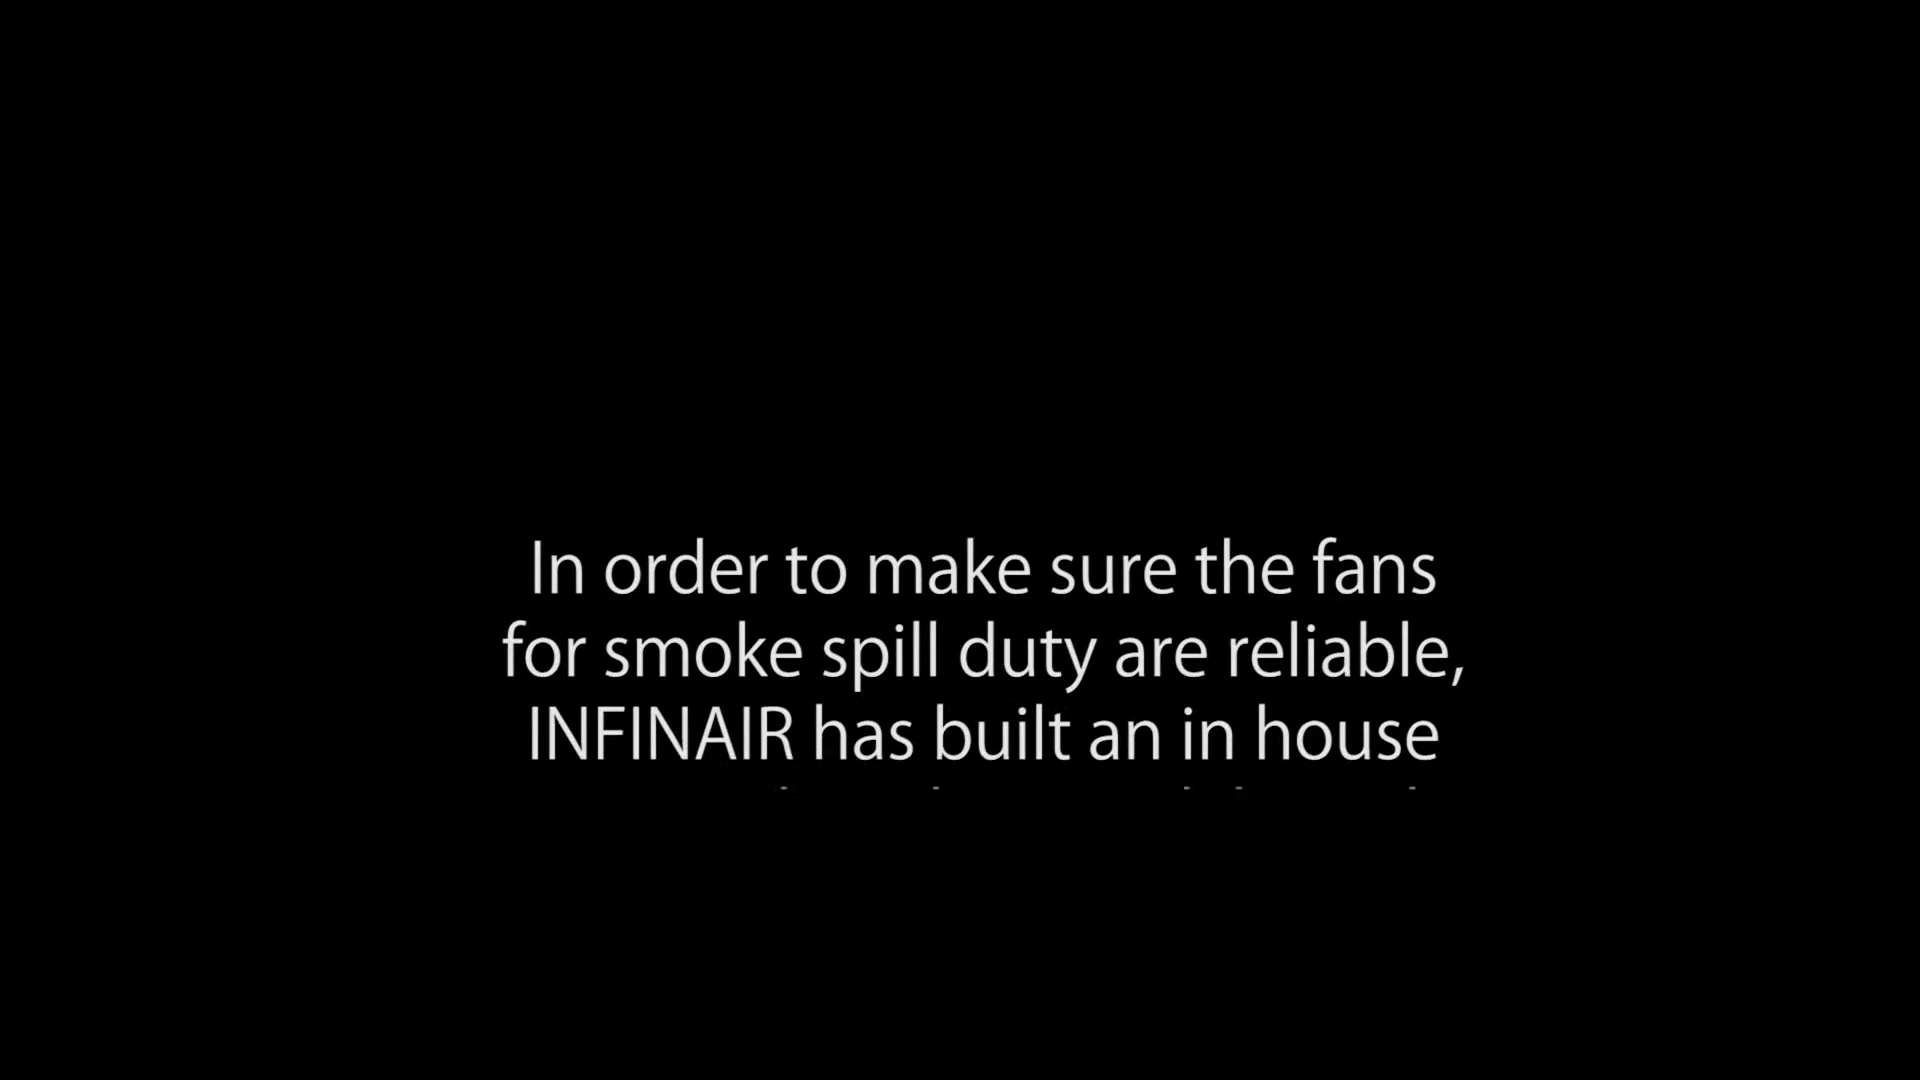 In order to make sure the fans
for smoke spill duty are reliable,
INFINAIR has built an in house